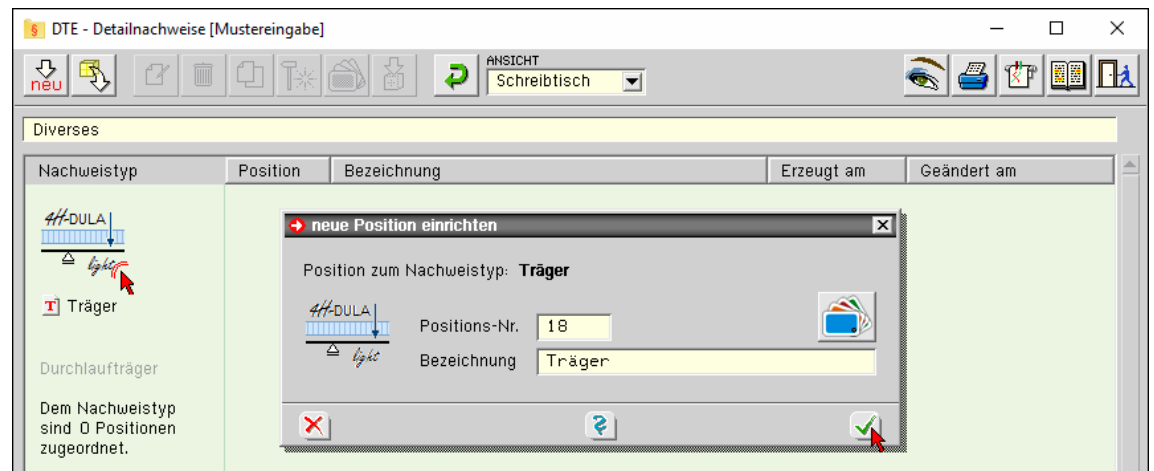 § DTE - Detailnachweise [Mustereingabe]
neu
ANSICHT
Schreibtisch
Diverses
Nachweistyp Position Bezeichnung Erzeugt am Geändert am
4H-DULA
light
T Träger
Durchlaufträger
Dem Nachweistyp
sind 0 Positionen
zugeordnet.
neue Position einrichten
Position zum Nachweistyp: Träger
4H-DULA
light
Positions-Nr. 18
Bezeichnung Träger